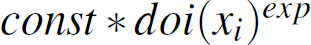 const * doi(x_i)^{exp}